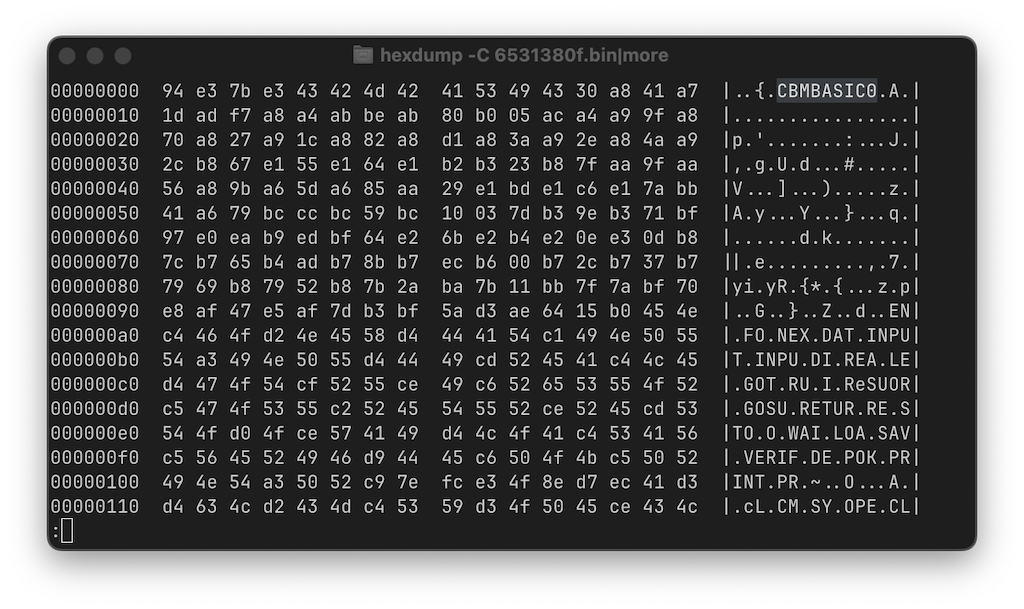 hexdump -C 6531380f.bin|more
00000000  94 e3 7b e3 43 42 4d 42  41 53 49 43 30 a8 41 a7  |..{.CBMBASIC0.A.|
00000010  1d ad f7 a8 a4 ab be ab  80 b0 05 ac a4 a9 9f a8  |................|
00000020  70 a8 27 a9 1c a8 82 a8  d1 a8 3a a9 2e a8 4a a9  |p.'.......:...J.|
00000030  2c b8 67 e1 55 e1 64 e1  b2 b3 23 b8 7f aa 9f aa  |,.g.U.d...#.....|
00000040  56 a8 9b a6 5d a6 85 aa  29 e1 bd e1 c6 e1 7a bb  |V...]...).....z.|
00000050  41 a6 79 bc cc bc 59 bc  10 03 7d b3 9e b3 71 bf  |A.y...Y...}...q.|
00000060  97 e0 ea b9 ed bf 64 e2  6b e2 b4 e2 0e e3 0d b8  |......d.k.......|
00000070  7c b7 65 b4 ad b7 8b b7  ec b6 00 b7 2c b7 37 b7  ||.e.........,.7.|
00000080  79 69 b8 79 52 b8 7b 2a  ba 7b 11 bb 7f 7a bf 70  |yi.yR.{*.{...z.p|
00000090  e8 af 47 e5 af 7d b3 bf  5a d3 ae 64 15 b0 45 4e  |..G..}..Z..d..EN|
000000a0  c4 46 4f d2 4e 45 58 d4  44 41 54 c1 49 4e 50 55  |.FO.NEX.DAT.INPU|
000000b0  54 a3 49 4e 50 55 d4 44  49 cd 52 45 41 c4 4c 45  |T.INPU.DI.REA.LE|
000000c0  d4 47 4f 54 cf 52 55 ce  49 c6 52 65 53 55 4f 52  |.GOT.RU.I.ReSUOR|
000000d0  c5 47 4f 53 55 c2 52 45  54 55 52 ce 52 45 cd 53  |.GOSU.RETUR.RE.S|
000000e0  54 4f d0 4f ce 57 41 49  d4 4c 4f 41 c4 53 41 56  |TO.O.WAI.LOA.SAV|
000000f0  c5 56 45 52 49 46 d9 44  45 c6 50 4f 4b c5 50 52  |.VERIF.DE.POK.PR|
00000100  49 4e 54 a3 50 52 c9 7e  fc e3 4f 8e d7 ec 41 d3  |INT.PR.~..O...A.|
00000110  d4 63 4c d2 43 4d c4 53  59 d3 4f 50 45 ce 43 4c  |.cL.CM.SY.OPE.CL|
: